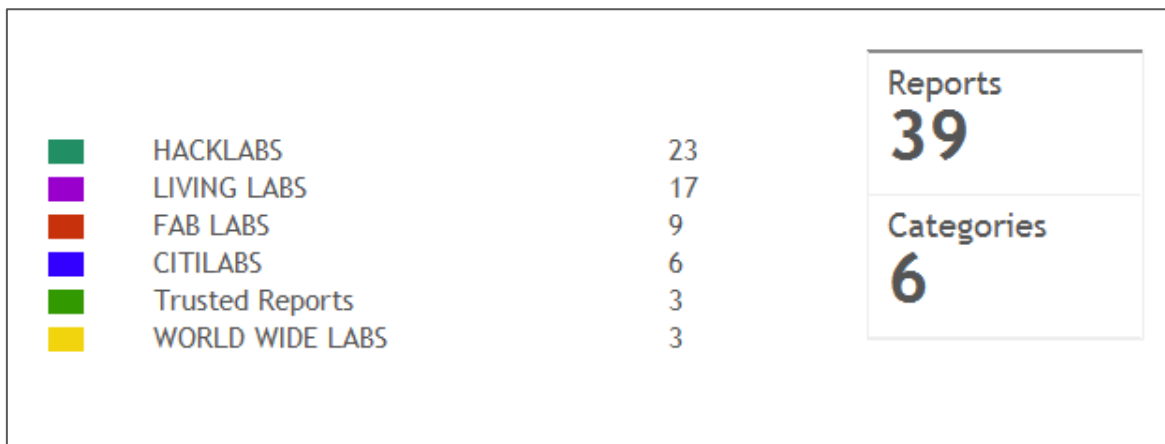 HACKLABS 23
LIVING LABS 17
FAB LABS 9
CITILABS 6
Trusted Reports 3
WORLD WIDE LABS 3
Reports
39
Categories
6